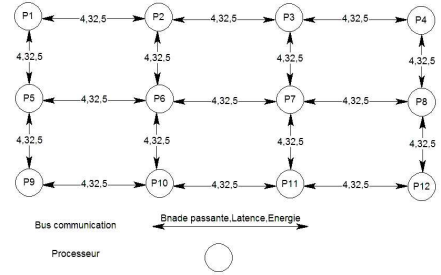 P1 4,32,5 P2 4,32,5 P3 4,32,5 P4
4,32,5 4,32,5 4,32,5 4,32,5
P5 4,32,5 P6 4,32,5 P7 4,32,5 P8
4,32,5 4,32,5 4,32,5 4,32,5
P9 4,32,5 P10 4,32,5 P11 4,32,5 P12
Bnade passante,Latence,Energie
Bus communication
Processeur